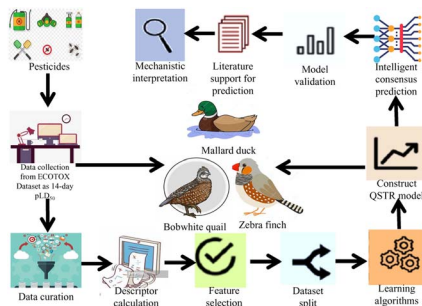 Pesticides
Mechanistic
interpretation
Literature
support for
prediction
Model
validation
Intelligent
consensus
prediction
Mallard duck
Data collection
from ECOTOX
Dataset as 14-day
pLD50
Bobwhite quail
Zebra finch
Construct
QSTR model
Data curation
Descriptor
calculation
Feature
selection
Dataset
split
Learning
algorithms